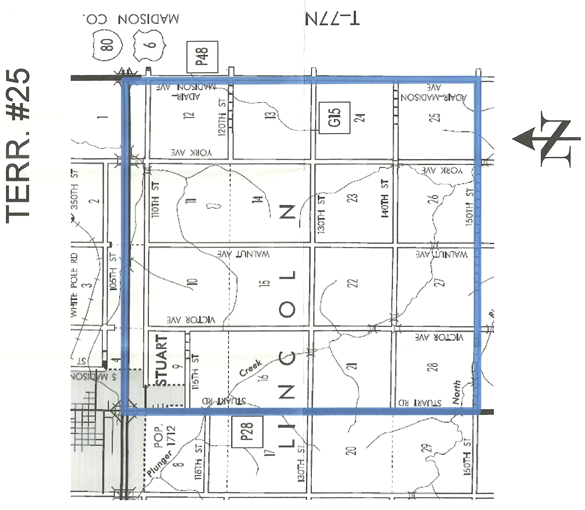 TERR. #25
MADISON CO.
T-77N
80
6
P48
N
1
ADAIR-MADISON AVE
12
120TH ST
13
G15
24
ADAIR-MADISON AVE
25
YORK AVE
YORK AVE
350TH ST
2
110TH ST
11
14
130TH ST
23
140TH ST
26
150TH ST
WHITE POLE RD
3
105TH ST
10
WALNUT AVE
15
22
WALNUT AVE
27
VICTOR AVE
VICTOR AVE
4
ST
S. MADISON
STUART
9
115TH ST
Creek
16
21
28
STUART RD
STUART RD
North
LINCOLN
POP. 1712
Plunger
8
118TH ST
P28
17
130TH ST
20
29
150TH ST